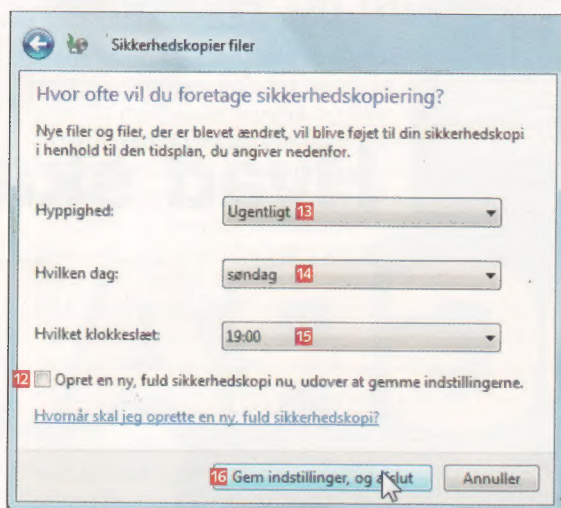 Sikkerhedskopier filer
Hvor ofte vil du foretage sikkerhedskopiering?
Nye filer og filer, der er blevet ændret, vil blive føjet til din sikkerhedskopi
i henhold til den tidsplan, du angiver nedenfor.
Hyppighed: Ugentligt 13
Hvilken dag: søndag 14
Hvilket klokkeslæt: 19:00 15
12 Opret en ny, fuld sikkerhedskopi nu, udover at gemme indstillingerne.
Hvornår skal jeg oprette en ny, fuld sikkerhedskopi?
16 Gem indstillinger, og afslut Annuller